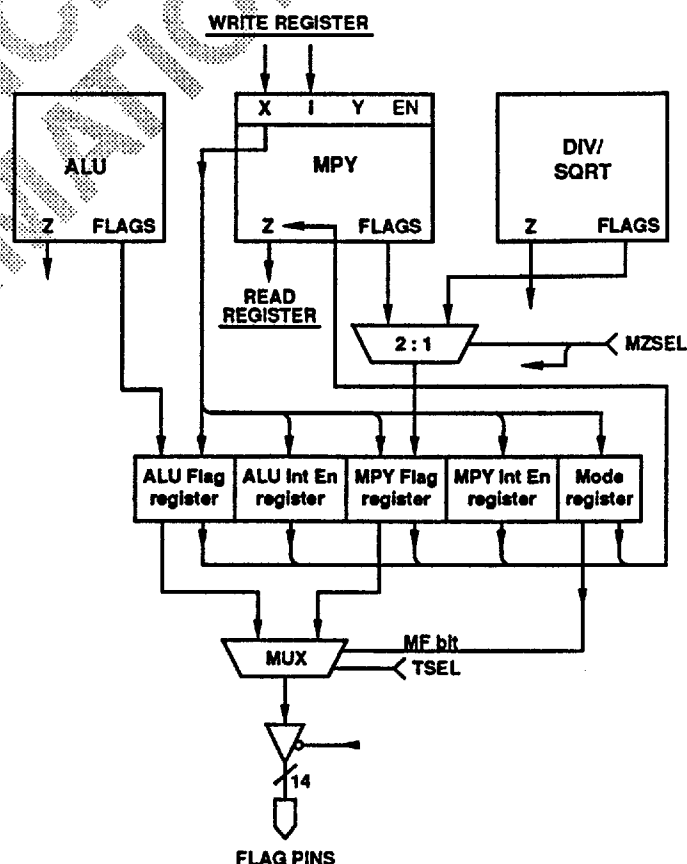 WRITE REGISTER
X I Y EN
ALU
MPY
DIV/
SQRT
Z FLAGS
Z FLAGS
Z FLAGS
READ
REGISTER
2 : 1
MZSEL
ALU Flag
register
ALU Int En
register
MPY Flag
register
MPY Int En
register
Mode
register
MF bit
MUX
TSEL
14
FLAG PINS